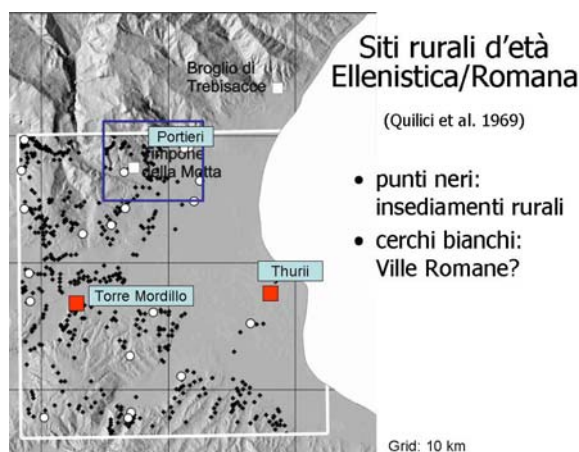 Siti rurali d'età
Ellenistica/Romana
(Quilici et al. 1969)
• punti neri:
insediamenti rurali
• cerchi bianchi:
Ville Romane?
Broglio di
Trebisacce
Portieri
della Motta
Thurii
Torre Mordillo
Grid: 10 km